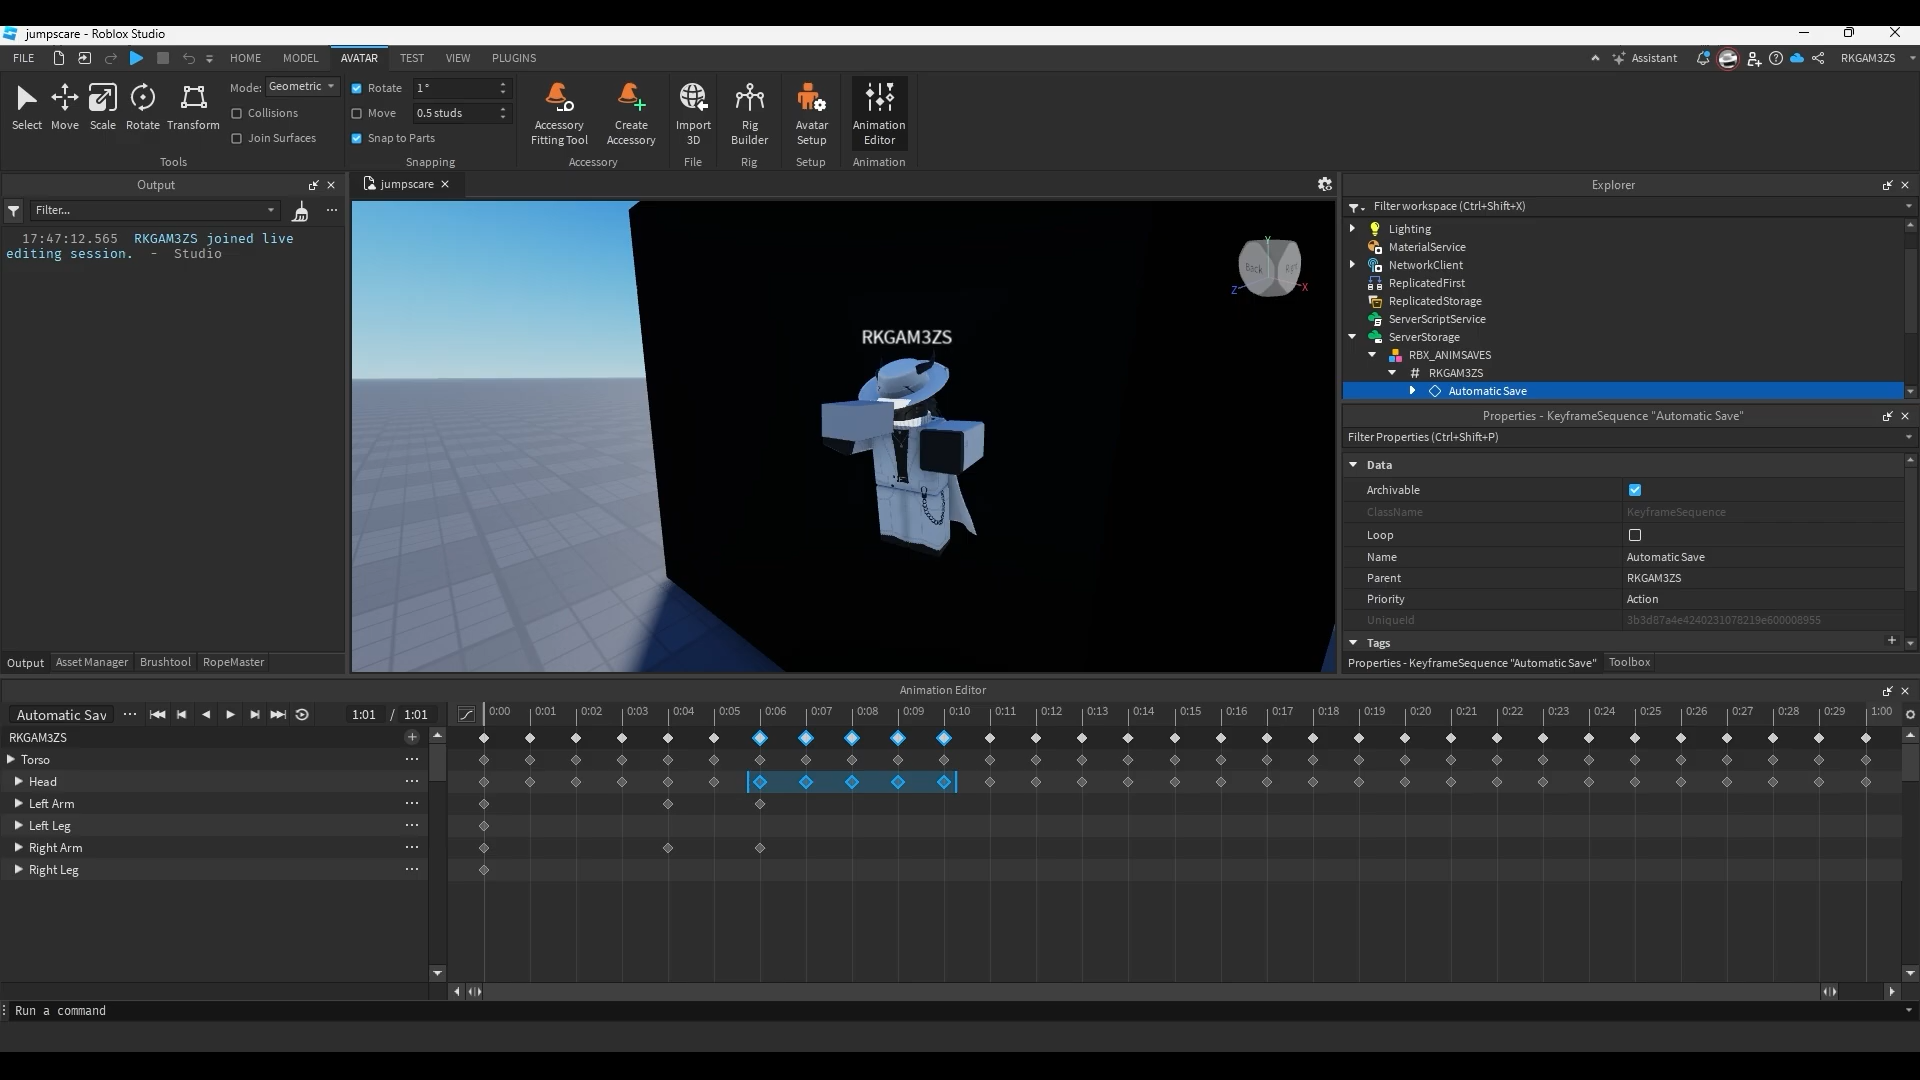 jumpscare - Roblox Studio
FILE HOME MODEL AVATAR TEST VIEW PLUGINS Assistant RKGAM3ZS
Select Move Scale Rotate Transform
Mode: Geometric
Collisions
Join Surfaces
Tools
Rotate 1°
Move 0.5 studs
Snap to Parts
Snapping
Accessory Fitting Tool
Create Accessory
Accessory
Import 3D
File
Rig Builder
Rig
Avatar Setup
Setup
Animation Editor
Animation
Output
Filter...
17:47:12.565 RKGAM3ZS joined live
editing session. - Studio
Output Asset Manager Brushtool RopeMaster
jumpscare
RKGAM3ZS
Y
Back Right
Z X
Explorer
Filter workspace (Ctrl+Shift+X)
Lighting
MaterialService
NetworkClient
ReplicatedFirst
ReplicatedStorage
ServerScriptService
ServerStorage
RBX_ANIMSAVES
RKGAM3ZS
Automatic Save
Properties - KeyframeSequence "Automatic Save"
Filter Properties (Ctrl+Shift+P)
Data
Archivable
ClassName KeyframeSequence
Loop
Name Automatic Save
Parent RKGAM3ZS
Priority Action
UniqueId 3b3d87a4e4240231078219e600008955
Tags
Properties - KeyframeSequence "Automatic Save" Toolbox
Animation Editor
Automatic Sav 1:01 / 1:01
0:00 0:01 0:02 0:03 0:04 0:05 0:06 0:07 0:08 0:09 0:10 0:11 0:12 0:13 0:14 0:15 0:16 0:17 0:18 0:19 0:20 0:21 0:22 0:23 0:24 0:25 0:26 0:27 0:28 0:29 1:00
RKGAM3ZS
Torso
Head
Left Arm
Left Leg
Right Arm
Right Leg
Run a command